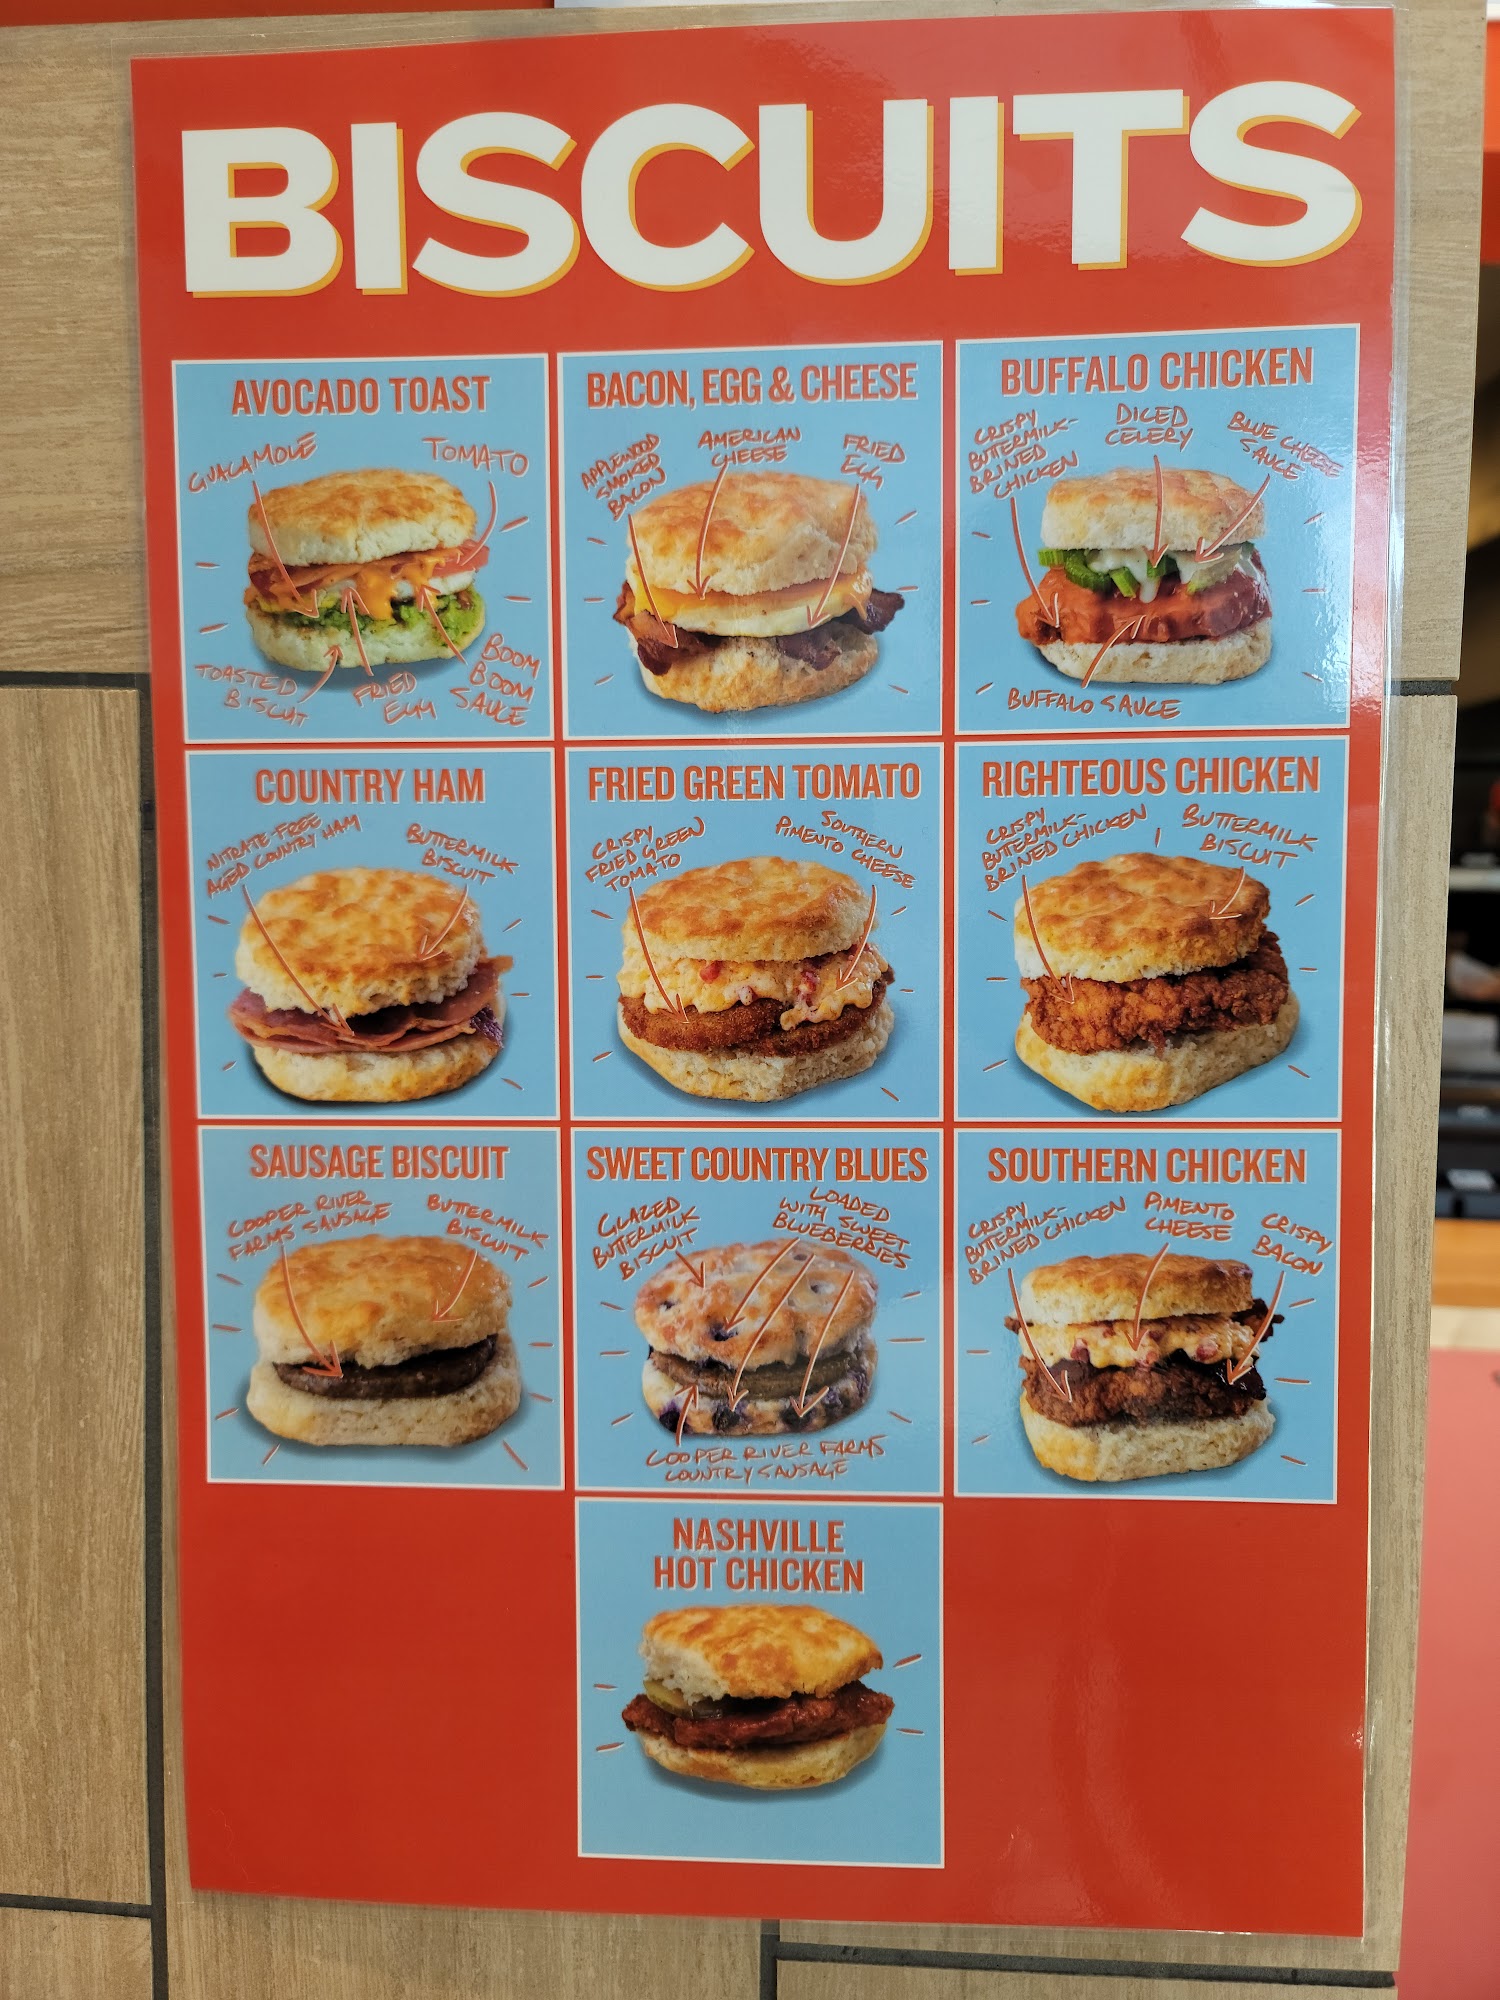 BISCUITS
AVOCADO TOAST
GUACAMOLE
TOMATO
TOASTED
BISCUIT
FRIED
EGG
BOOM
BOOM
SAUCE
BACON, EGG & CHEESE
APPLEWOOD
SMOKED
BACON
AMERICAN
CHEESE
FRIED
EGG
BUFFALO CHICKEN
CRISPY
BUTTERMILK-
BRINED
CHICKEN
DICED
CELERY
BLUE CHEESE
SAUCE
BUFFALO SAUCE
COUNTRY HAM
NITRATE-FREE
AGED COUNTRY HAM
BUTTERMILK
BISCUIT
FRIED GREEN TOMATO
CRISPY
FRIED GREEN
TOMATO
SOUTHERN
PIMENTO CHEESE
RIGHTEOUS CHICKEN
CRISPY
BUTTERMILK-
BRINED CHICKEN
BUTTERMILK
BISCUIT
SAUSAGE BISCUIT
COOPER RIVER
FARMS SAUSAGE
BUTTERMILK
BISCUIT
SWEET COUNTRY BLUES
GLAZED
BUTTERMILK
BISCUIT
LOADED
WITH SWEET
BLUEBERRIES
COOPER RIVER FARMS
COUNTRY SAUSAGE
SOUTHERN CHICKEN
CRISPY
BUTTERMILK-
BRINED CHICKEN
PIMENTO
CHEESE
CRISPY
BACON
NASHVILLE
HOT CHICKEN